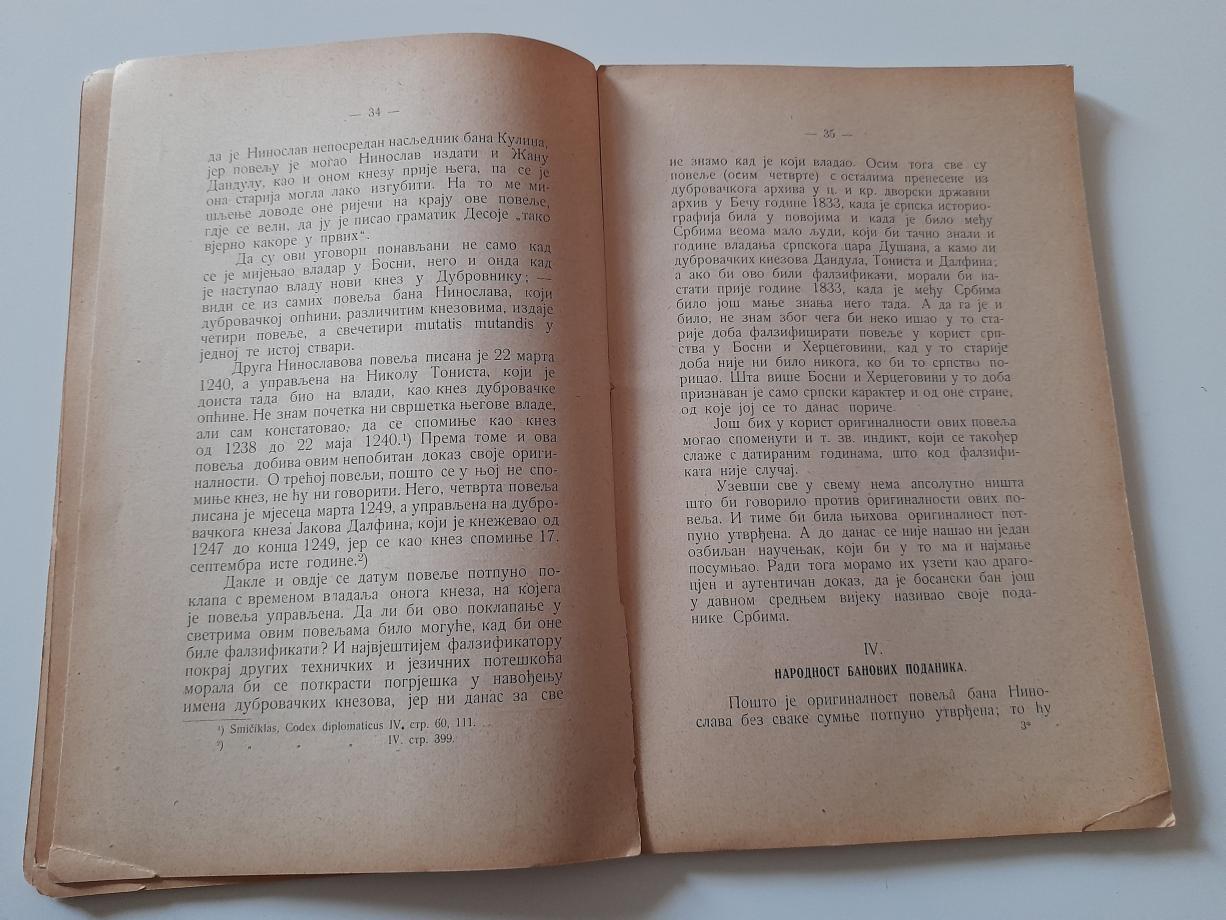 — 34 —
да је Нинослав непосредан насљедник бана Кулина,
јер повељу је могао Нинослав издати и Жану
Дандулу, као и оном кнезу прије њега, па се је
она старија могла лако изгубити. На то ме ми-
шљење доводе оне ријечи на крају ове повеље,
гдје се вели, да ју је писао граматик Десоје „тако
вјерно какоре у првих“.
Да су ови уговори понављани не само кад
се је мијењао владар у Босни, него и онда кад
је наступао владу нови кнез у Дубровнику; —
види се из самих повеља бана Нинослава, који
дубровачкој опћини, различитим кнезовима, издаје
четири повеље, а свечетири mutatis mutandis у
једној те истој ствари.
Друга Нинославова повеља писана је 22 марта
1240, а управљена на Николу Тониста, који је
доиста тада био на влади, као кнез дубровачке
опћине. Не знам почетка ни свршетка његове владе,
али сам констатовао, да се спомиње као кнез
од 1238 до 22 маја 1240.¹) Према томе и ова
повеља добива овим непобитан доказ своје ориги-
налности. О трећој повељи, пошто се у њој не спо-
миње кнез, не ћу ни говорити. Него, четврта повеља
писана је мјесеца марта 1249, а управљена на дубро-
вачкога кнеза Јакова Далфина, који је кнежевао од
1247 до конца 1249, јер се као кнез спомиње 17.
септембра исте године.²)
Дакле и овдје се датум повеље потпуно по-
клапа с временом владања онога кнеза, на којега
је повеља управљена. Да ли би ово поклапање у
светрима овим повељама било могуће, кад би оне
биле фалзификати? И највјештијем фалзификатору
покрај других техничких и језичних потешкоћа
морала би се поткрасти погрјешка у навођењу
имена дубровачких кнезова, јер ни данас за све
¹) Smičiklas, Codex diplomaticus IV. стр. 60, 111.
²) „ „ „ IV. стр. 399.
— 35 —
не знамо кад је који владао. Осим тога све су
повеље (осим четврте) с осталима пренесене из
дубровачкога архива у ц. и кр. дворски државни
архив у Бечу године 1833, када је српска историо-
графија била у повојима и када је било међу
Србима веома мало људи, који би тачно знали и
године владања српскога цара Душана, а камо ли
дубровачких кнезова Дандула, Тониста и Далфина;
а ако би ово били фалзификати, морали би на-
стати прије године 1833, када је међу Србима
било још мање знања него тада. А да га је и
било, не знам због чега би неко ишао у то ста-
рије доба фалзифицирати повеље у корист срп-
ства у Босни и Херцеговини, кад у то старије
доба није ни било никога, ко би то српство по-
рицао. Шта више Босни и Херцеговини у то доба
признаван је само српски карактер и од оне стране,
од које јој се то данас пориче.
Још бих у корист оригиналности ових повеља
могао споменути и т. зв. индикт, који се такођер
слаже с датираним годинама, што код фалзифи-
ката није случај.
Узевши све у свему нема апсолутно ништа
што би говорило против оригиналности ових по-
веља. И тиме би била њихова оригиналност пот-
пуно утврђена. А до данас се није нашао ни један
озбиљан научењак, који би у то ма и најмање
посумњао. Ради тога морамо их узети као драго-
цјен и аутентичан доказ, да је босански бан још
у давном средњем вијеку називао своје пода-
нике Србима.
IV.
НАРОДНОСТ БАНОВИХ ПОДАНИКА.
Пошто је оригиналност повеља бана Нино-
слава без сваке сумње потпуно утврђена; то ћу
3*